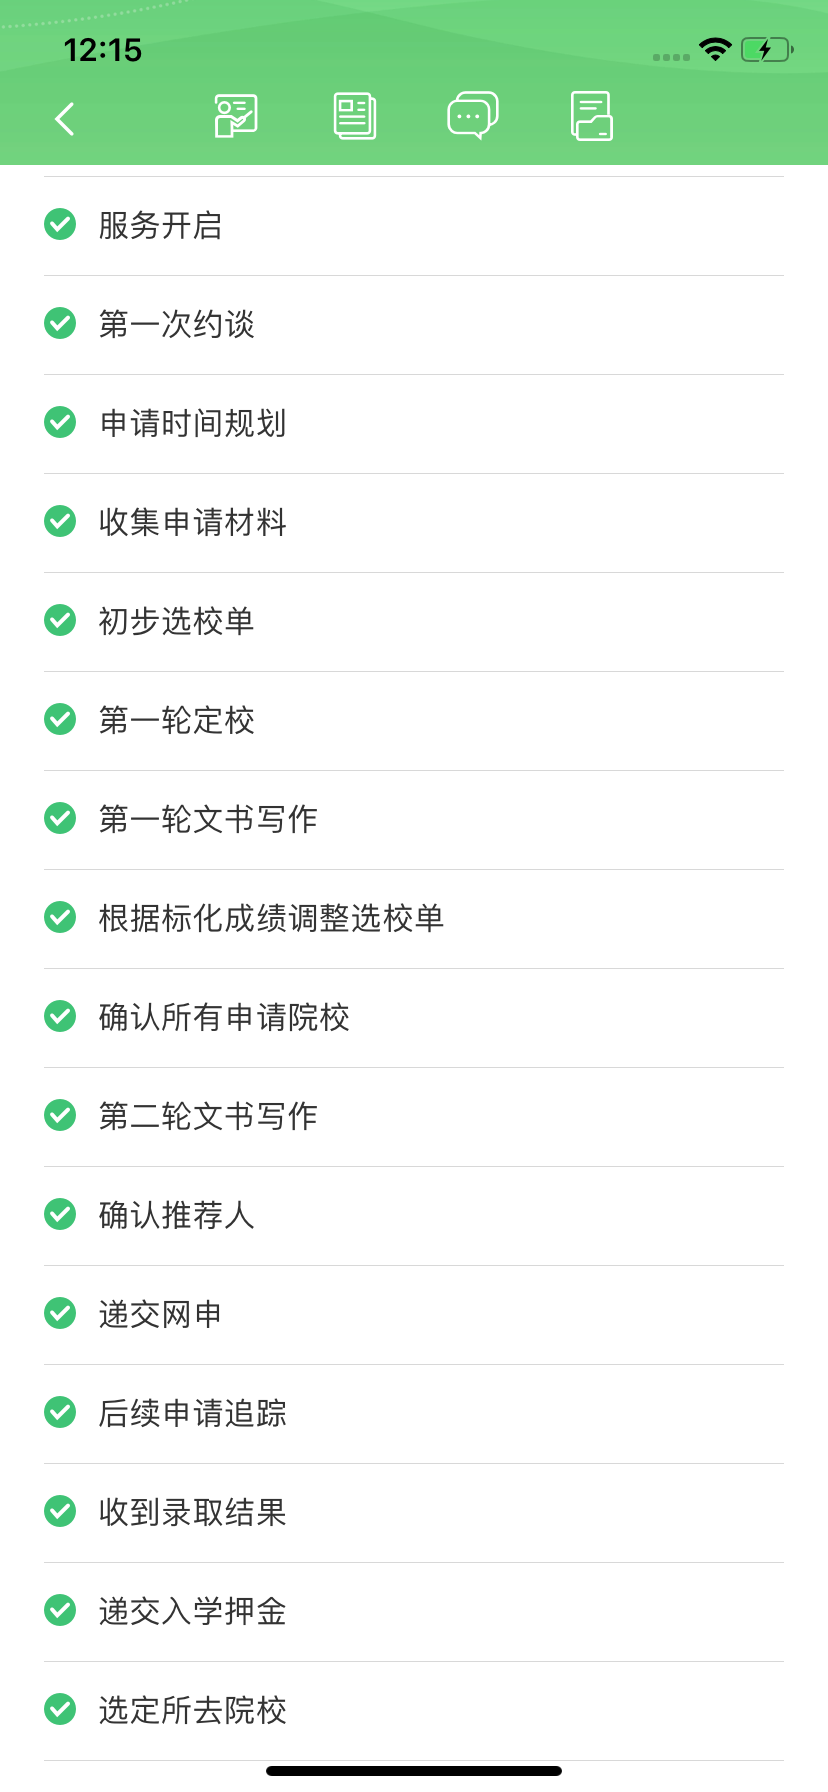 12:15
服务开启
第一次约谈
申请时间规划
收集申请材料
初步选校单
第一轮定校
第一轮文书写作
根据标化成绩调整选校单
确认所有申请院校
第二轮文书写作
确认推荐人
递交网申
后续申请追踪
收到录取结果
递交入学押金
选定所去院校